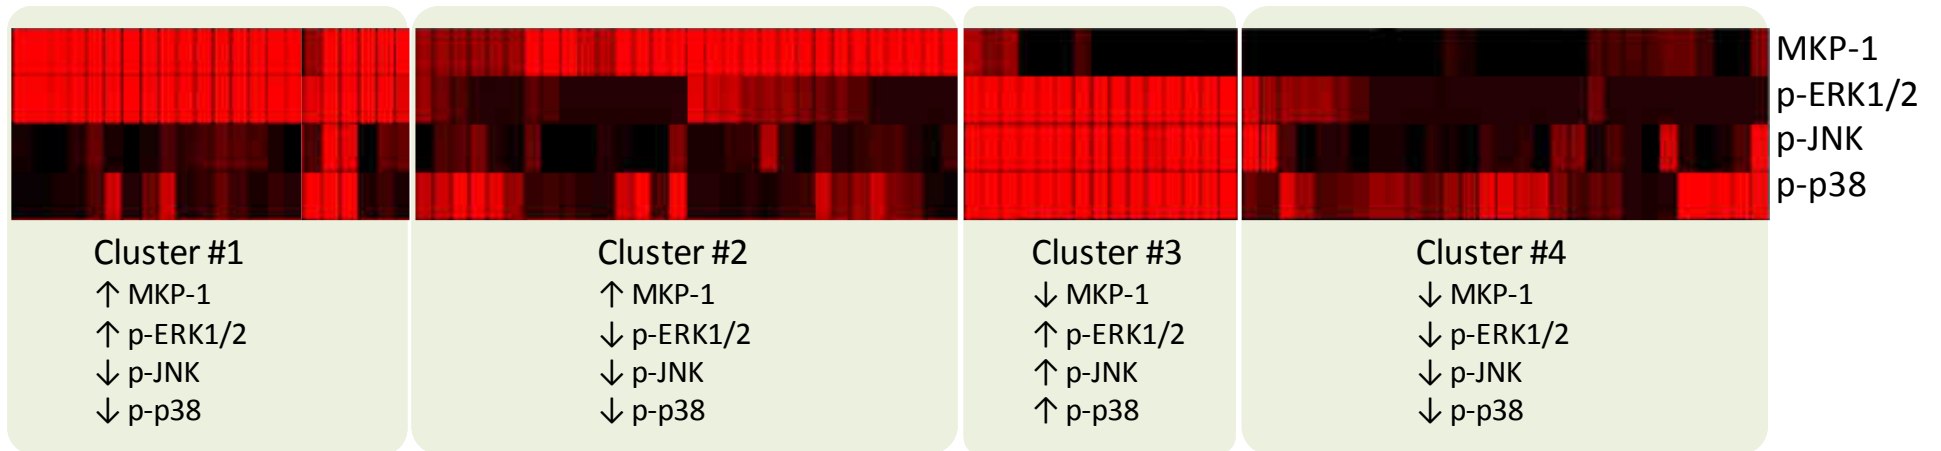 MKP-1
p-ERK1/2
p-JNK
p-p38
Cluster #1
↑ MKP-1
↑ p-ERK1/2
↓ p-JNK
↓ p-p38
Cluster #2
↑ MKP-1
↓ p-ERK1/2
↓ p-JNK
↓ p-p38
Cluster #3
↓ MKP-1
↑ p-ERK1/2
↑ p-JNK
↑ p-p38
Cluster #4
↓ MKP-1
↓ p-ERK1/2
↓ p-JNK
↓ p-p38